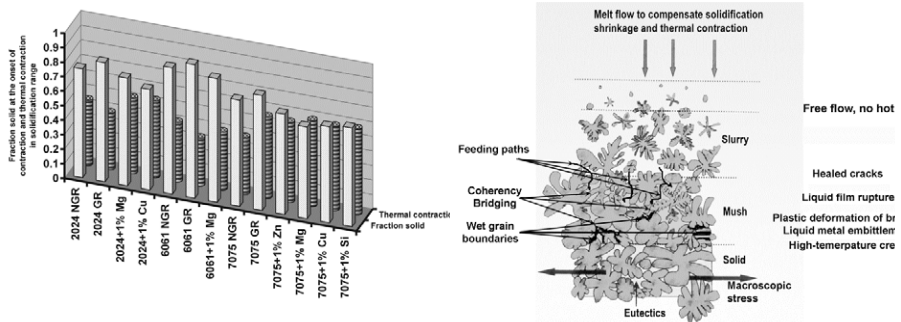 Fraction solid at the onset of
contraction and thermal contraction
in solidification range
1
0.9
0.8
0.7
0.6
0.5
0.4
0.3
0.2
0.1
0
2024 NGR
2024 GR
2024+1% Mg
2024+1% Cu
6061 NGR
6061 GR
6061+1% Mg
7075 NGR
7075 GR
7075+1% Zn
7075+1% Mg
7075+1% Cu
7075+1% Si
Thermal contractio
Fraction solid
Melt flow to compensate solidification
shrinkage and thermal contraction
Free flow, no hot
Slurry
Feeding paths
Healed cracks
Coherency
Bridging
Liquid film rupture
Mush
Plastic deformation of br
Wet grain
boundaries
Liquid metal embittlem
High-temerpature cre
Solid
Macroscopic
stress
Eutectics